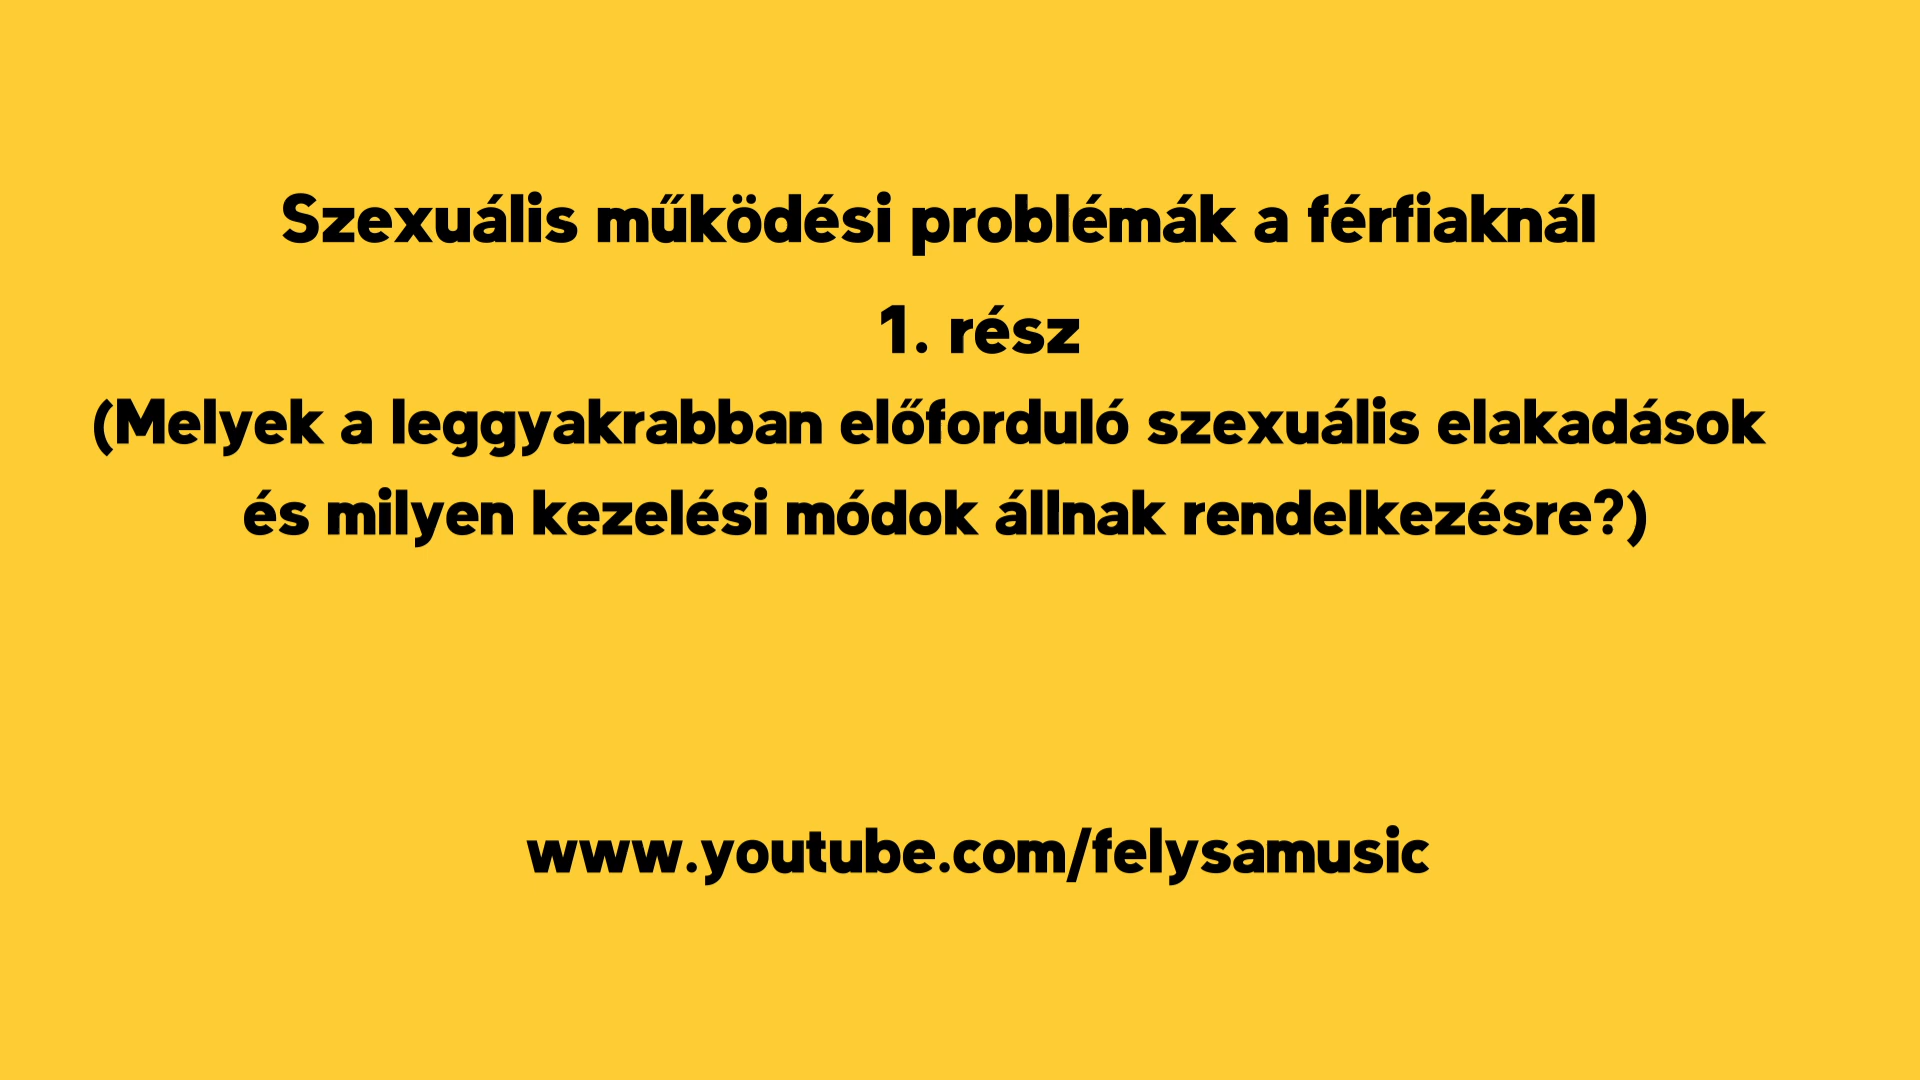 Szexuális működési problémák a férfiaknál
1. rész
(Melyek a leggyakrabban előforduló szexuális elakadások
és milyen kezelési módok állnak rendelkezésre?)
www.youtube.com/felysamusic